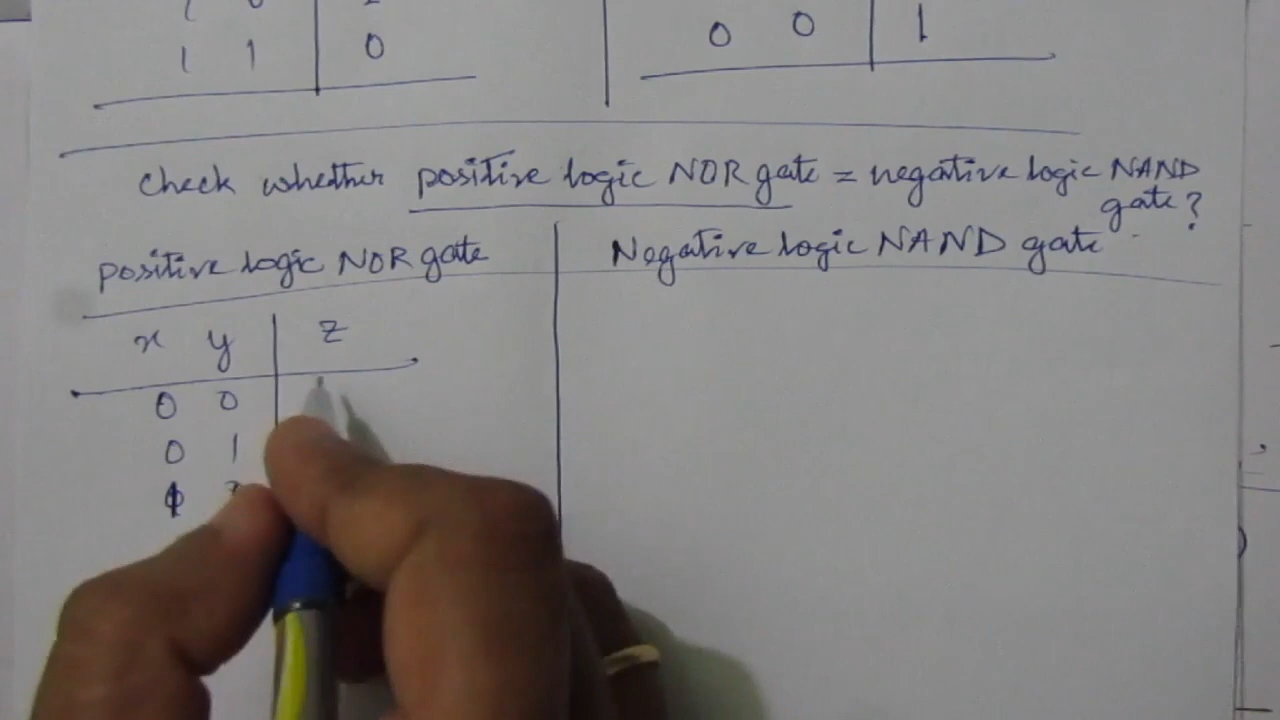 1 1 0
0 0 1
Check whether positive logic NOR gate = negative logic NAND
gate?
positive logic NOR gate
Negative logic NAND gate
x y z
0 0
0 1